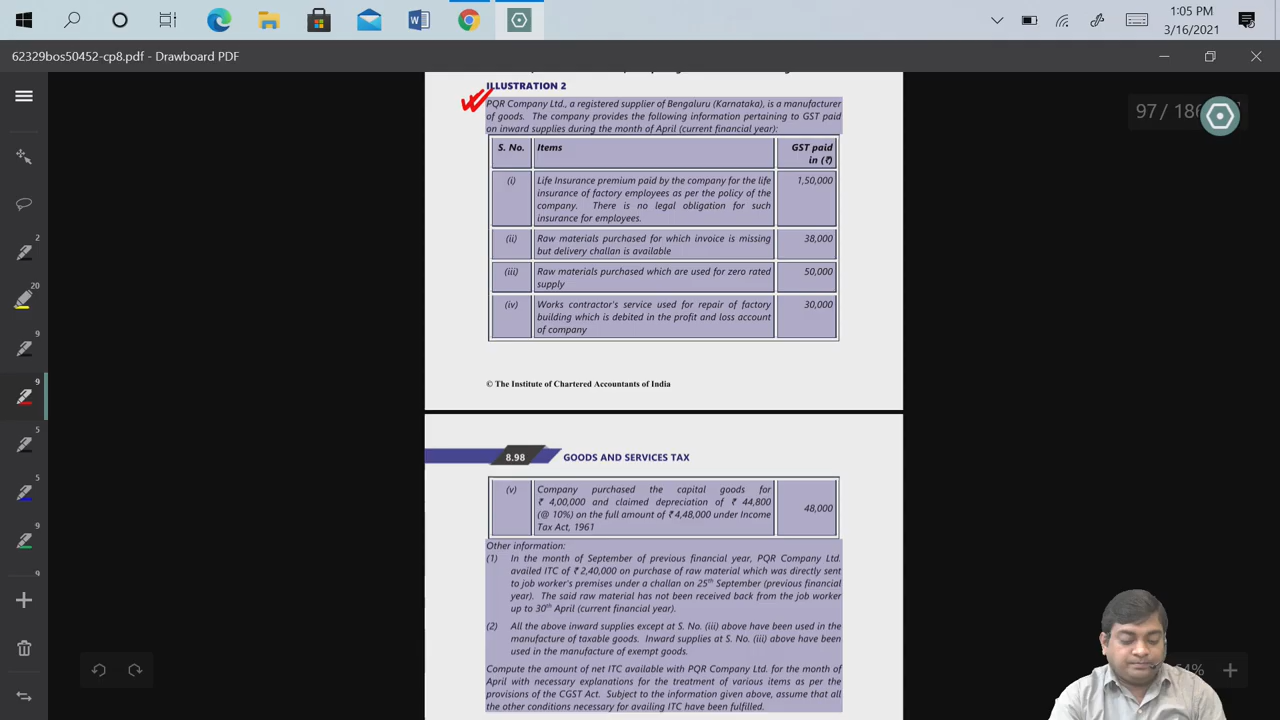 1:05 PM
3/16/2021
62329bos50452-cp8.pdf - Drawboard PDF
97 / 186
ILLUSTRATION 2
PQR Company Ltd., a registered supplier of Bengaluru (Karnataka), is a manufacturer
of goods. The company provides the following information pertaining to GST paid
on inward supplies during the month of April (current financial year):
S. No. Items GST paid
in (₹)
(i) Life Insurance premium paid by the company for the life 1,50,000
insurance of factory employees as per the policy of the
company. There is no legal obligation for such
insurance for employees.
(ii) Raw materials purchased for which invoice is missing 38,000
but delivery challan is available
(iii) Raw materials purchased which are used for zero rated 50,000
supply
(iv) Works contractor's service used for repair of factory 30,000
building which is debited in the profit and loss account
of company
© The Institute of Chartered Accountants of India
8.98 GOODS AND SERVICES TAX
(v) Company purchased the capital goods for
₹ 4,00,000 and claimed depreciation of ₹ 44,800
(@ 10%) on the full amount of ₹ 4,48,000 under Income 48,000
Tax Act, 1961
Other information:
(1) In the month of September of previous financial year, PQR Company Ltd.
availed ITC of ₹ 2,40,000 on purchase of raw material which was directly sent
to job worker's premises under a challan on 25th September (previous financial
year). The said raw material has not been received back from the job worker
up to 30th April (current financial year).
(2) All the above inward supplies except at S. No. (iii) above have been used in the
manufacture of taxable goods. Inward supplies at S. No. (iii) above have been
used in the manufacture of exempt goods.
Compute the amount of net ITC available with PQR Company Ltd. for the month of
April with necessary explanations for the treatment of various items as per the
provisions of the CGST Act. Subject to the information given above, assume that all
the other conditions necessary for availing ITC have been fulfilled.
2
20
9
9
5
5
9
9